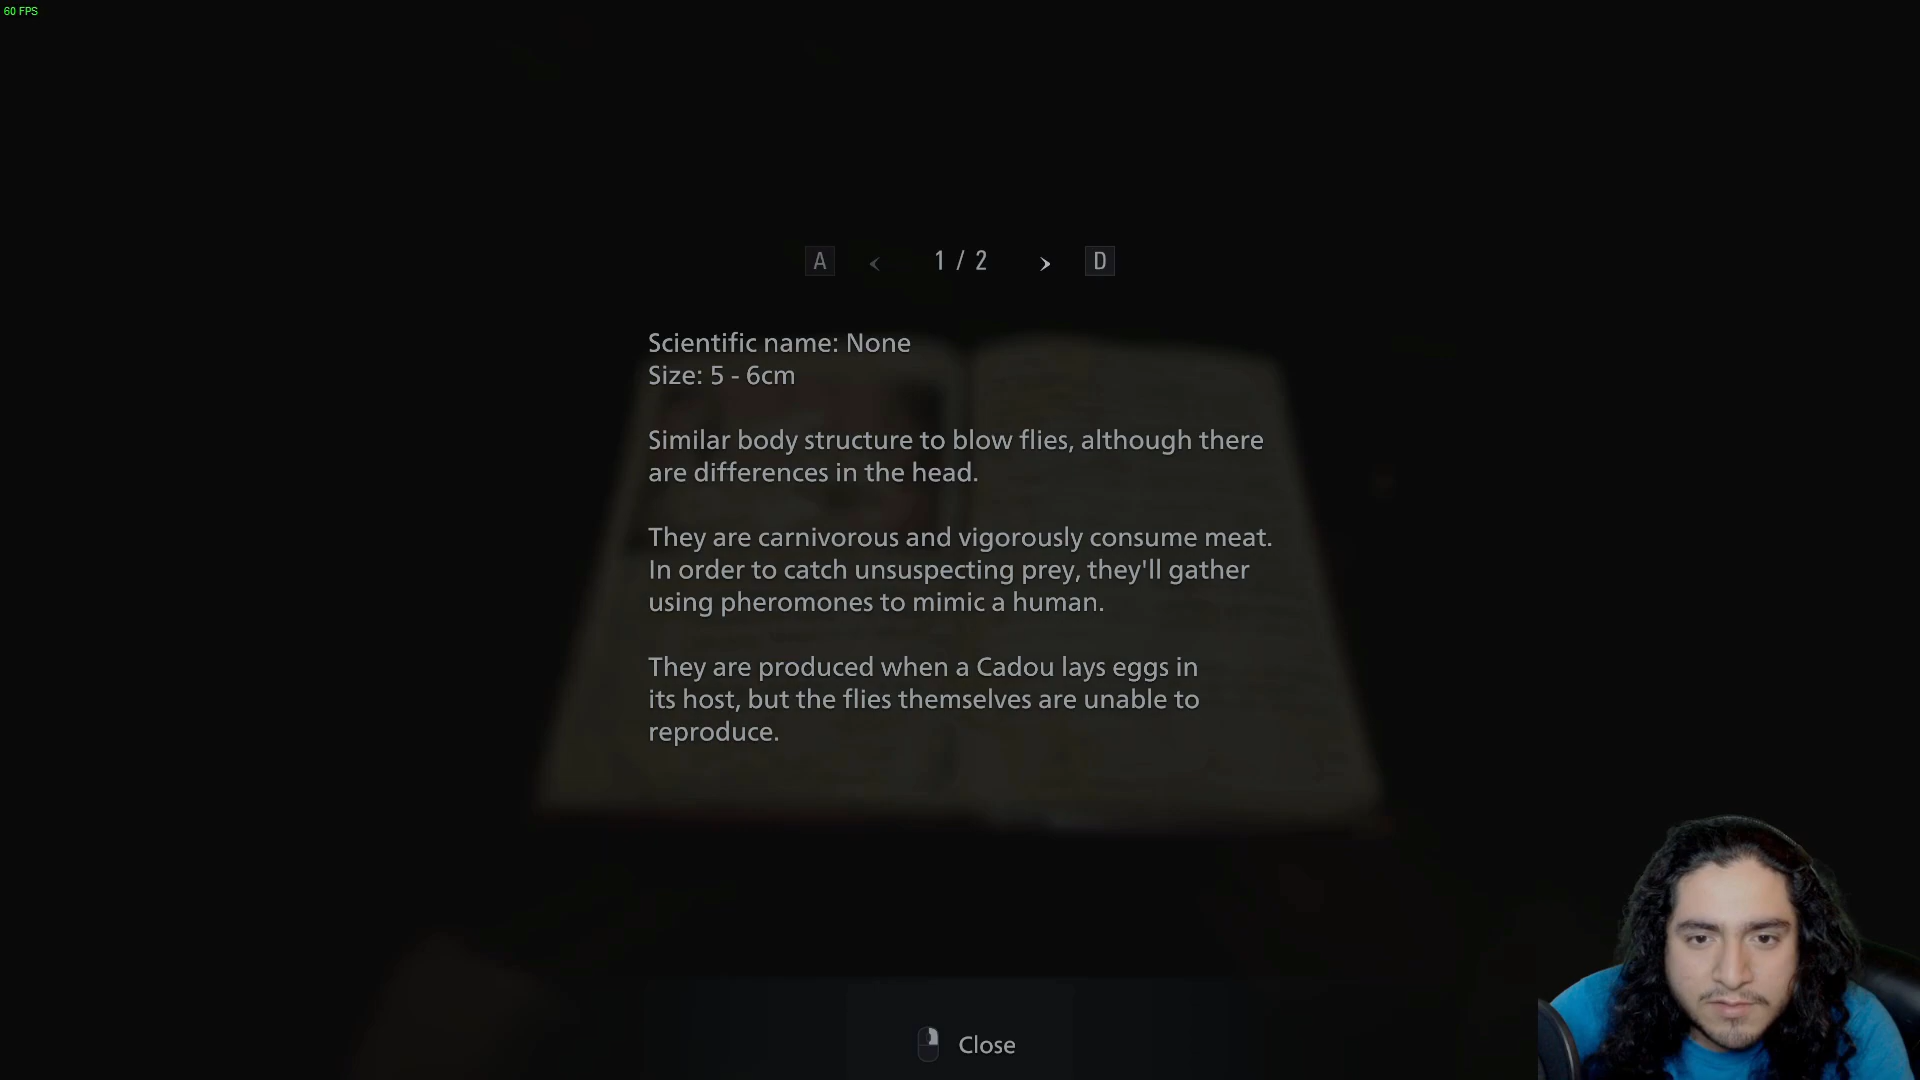 60 FPS
A < 1 / 2 > D
Scientific name: None
Size: 5 - 6cm
Similar body structure to blow flies, although there
are differences in the head.
They are carnivorous and vigorously consume meat.
In order to catch unsuspecting prey, they'll gather
using pheromones to mimic a human.
They are produced when a Cadou lays eggs in
its host, but the flies themselves are unable to
reproduce.
Close